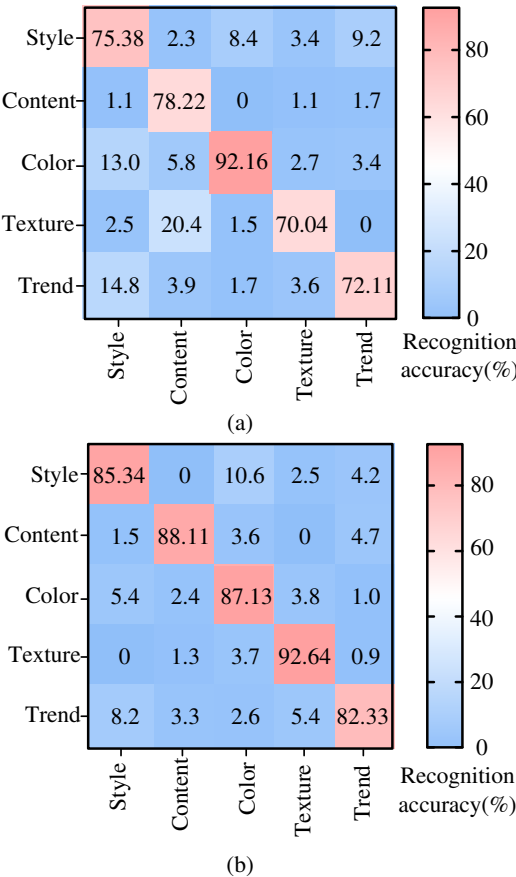 Style 75.38 2.3 8.4 3.4 9.2
Content 1.1 78.22 0 1.1 1.7
Color 13.0 5.8 92.16 2.7 3.4
Texture 2.5 20.4 1.5 70.04 0
Trend 14.8 3.9 1.7 3.6 72.11
Style Content Color Texture Trend
80
60
40
20
0
Recognition
accuracy(%)
(a)
Style 85.34 0 10.6 2.5 4.2
Content 1.5 88.11 3.6 0 4.7
Color 5.4 2.4 87.13 3.8 1.0
Texture 0 1.3 3.7 92.64 0.9
Trend 8.2 3.3 2.6 5.4 82.33
Style Content Color Texture Trend
80
60
40
20
0
Recognition
accuracy(%)
(b)